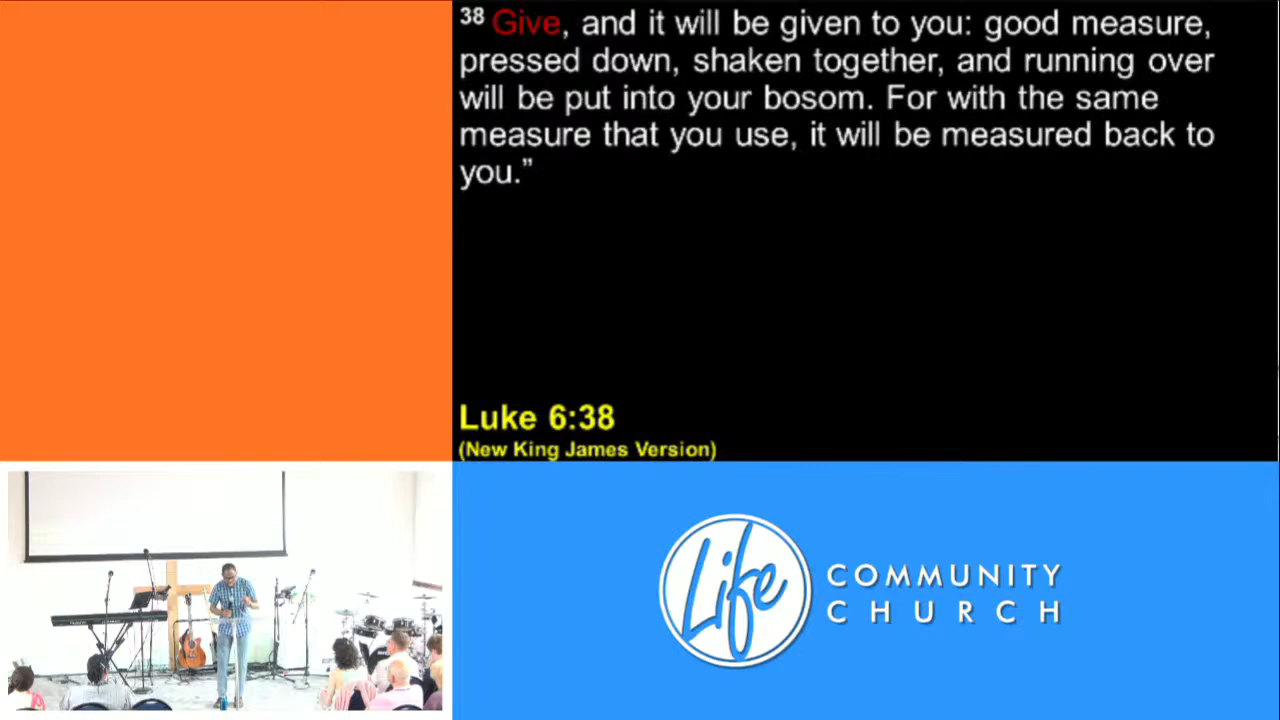 38 Give, and it will be given to you: good measure,
pressed down, shaken together, and running over
will be put into your bosom. For with the same
measure that you use, it will be measured back to
you.”
Luke 6:38
(New King James Version)
Life
COMMUNITY
CHURCH